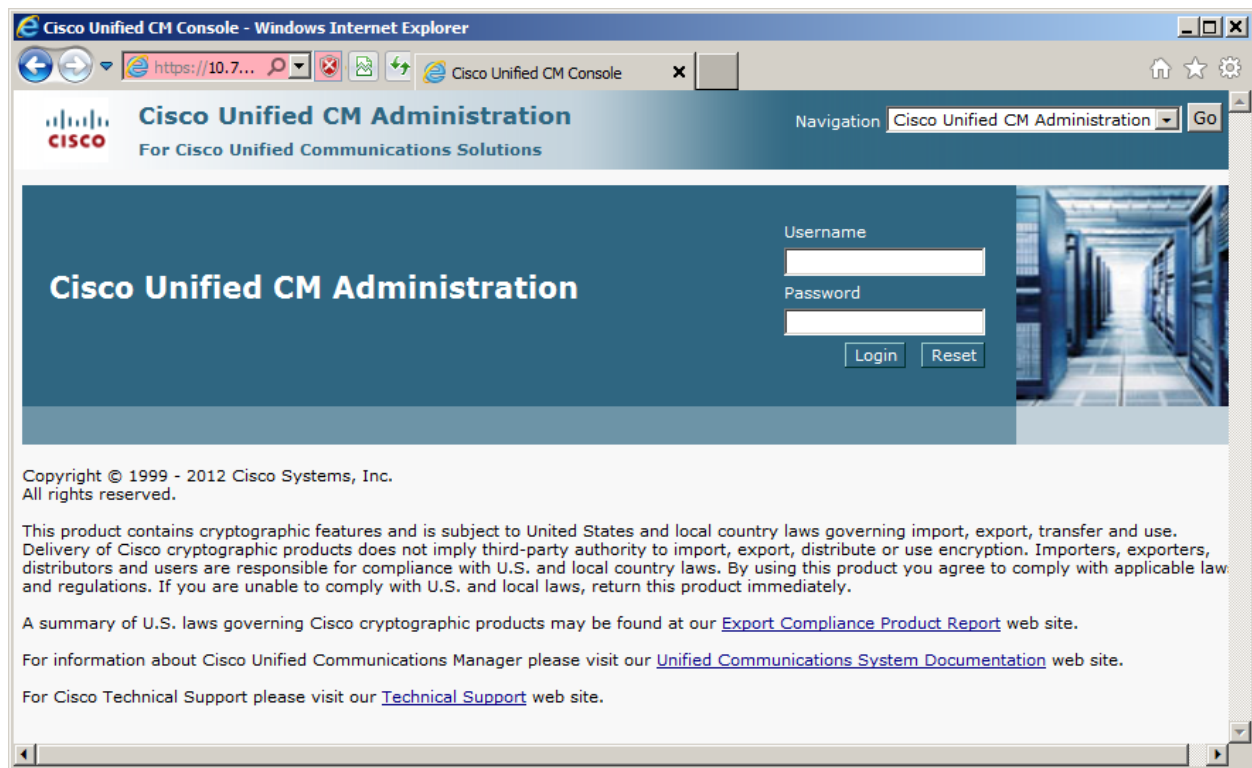 Cisco Unified CM Console - Windows Internet Explorer
https://10.7...
Cisco Unified CM Console
CISCO
Cisco Unified CM Administration
For Cisco Unified Communications Solutions
Navigation Cisco Unified CM Administration Go
Cisco Unified CM Administration
Username
Password
Login Reset
Copyright © 1999 - 2012 Cisco Systems, Inc.
All rights reserved.
This product contains cryptographic features and is subject to United States and local country laws governing import, export, transfer and use.
Delivery of Cisco cryptographic products does not imply third-party authority to import, export, distribute or use encryption. Importers, exporters,
distributors and users are responsible for compliance with U.S. and local country laws. By using this product you agree to comply with applicable law
and regulations. If you are unable to comply with U.S. and local laws, return this product immediately.
A summary of U.S. laws governing Cisco cryptographic products may be found at our Export Compliance Product Report web site.
For information about Cisco Unified Communications Manager please visit our Unified Communications System Documentation web site.
For Cisco Technical Support please visit our Technical Support web site.